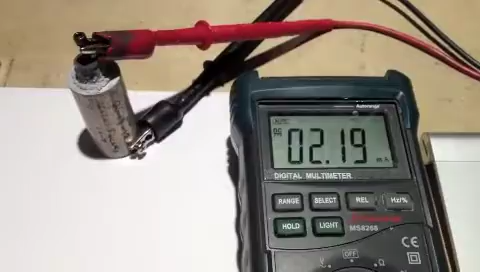 Autorange
AUTO
DC
02.19
mA
DIGITAL MULTIMETER
RANGE
SELECT
REL
Hz/%
HOLD
LIGHT
MS8268
CE
OFF
V
Ω